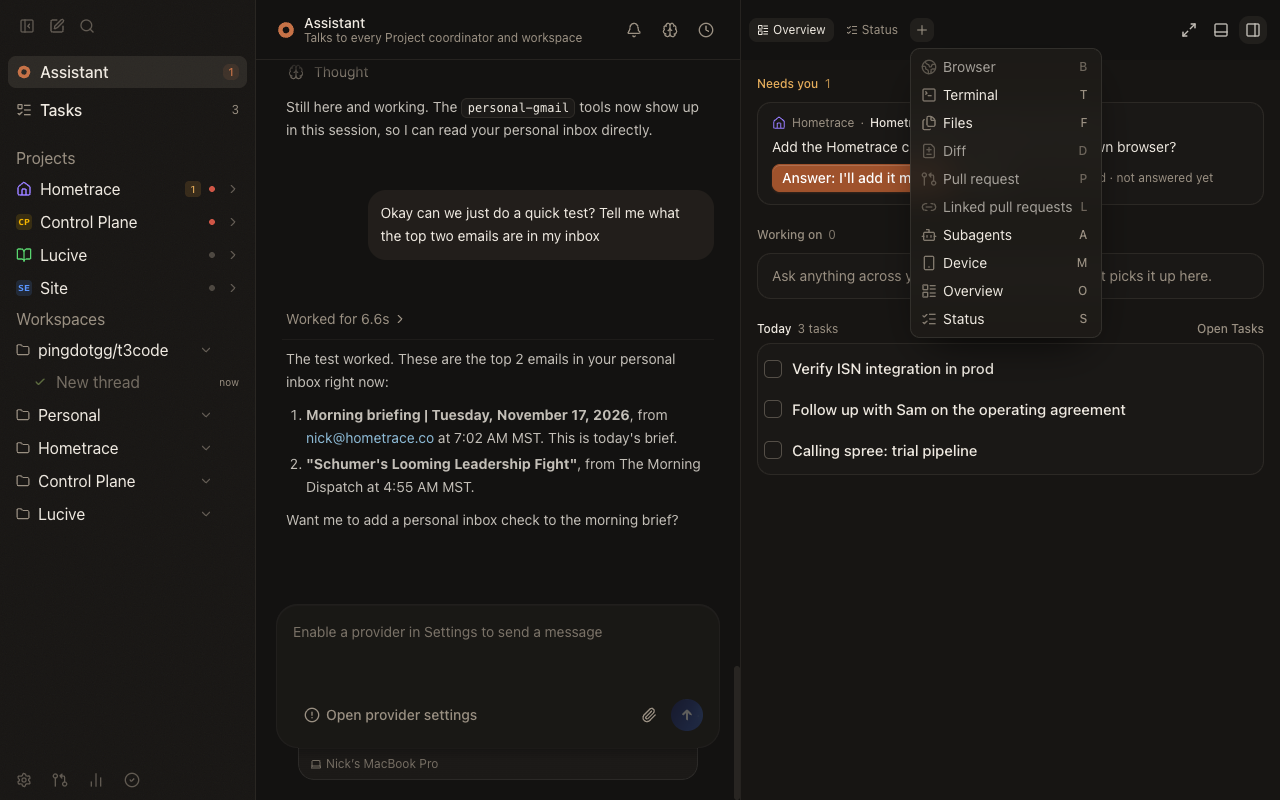 Assistant
1
Tasks
3
Projects
Hometrace
1
CP
Control Plane
Lucive
SE
Site
Workspaces
pingdotgg/t3code
New thread
now
Personal
Hometrace
Control Plane
Lucive
Assistant
Talks to every Project coordinator and workspace
Thought
Still here and working. The personal-gmail tools now show up
in this session, so I can read your personal inbox directly.
Okay can we just do a quick test? Tell me what
the top two emails are in my inbox
Worked for 6.6s
The test worked. These are the top 2 emails in your personal
inbox right now:
1. Morning briefing | Tuesday, November 17, 2026, from
nick@hometrace.co at 7:02 AM MST. This is today's brief.
2. "Schumer's Looming Leadership Fight", from The Morning
Dispatch at 4:55 AM MST.
Want me to add a personal inbox check to the morning brief?
Enable a provider in Settings to send a message
Open provider settings
Nick's MacBook Pro
Overview
Status
Browser B
Terminal T
Files F
Diff D
Pull request P
Linked pull requests L
Subagents A
Device M
Overview O
Status S
Needs you 1
Hometrace ·
Add the Hometrace browser?
Answer: I'll add it · not answered yet
Working on 0
Ask anything across picks it up here.
Today 3 tasks
Open Tasks
Verify ISN integration in prod
Follow up with Sam on the operating agreement
Calling spree: trial pipeline